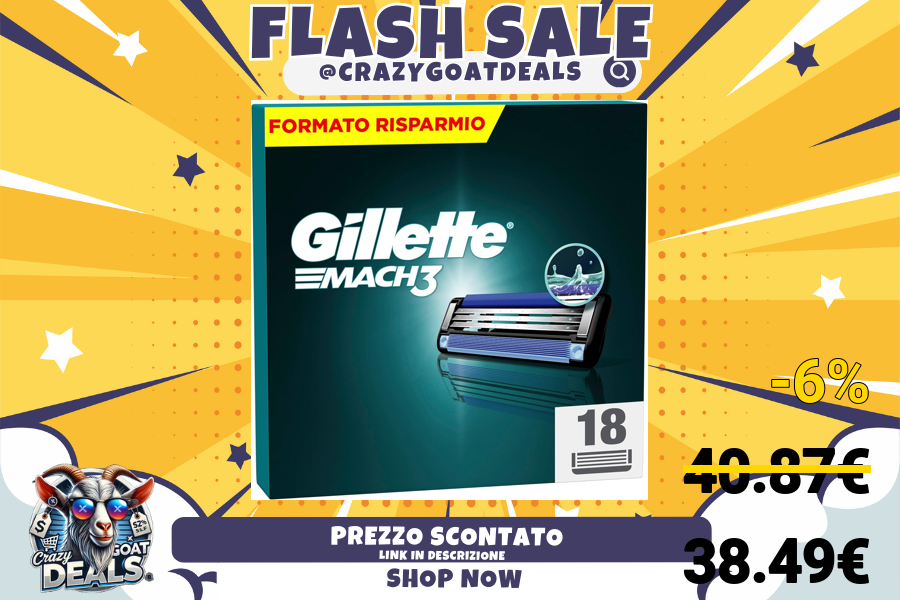 FLASH SALE
@CRAZYGOATDEALS
FORMATO RISPARMIO
Gillette®
MACH3
18
-6%
40.87€
38.49€
$
52%
Crazy
GOAT
DEALS
PREZZO SCONTATO
LINK IN DESCRIZIONE
SHOP NOW